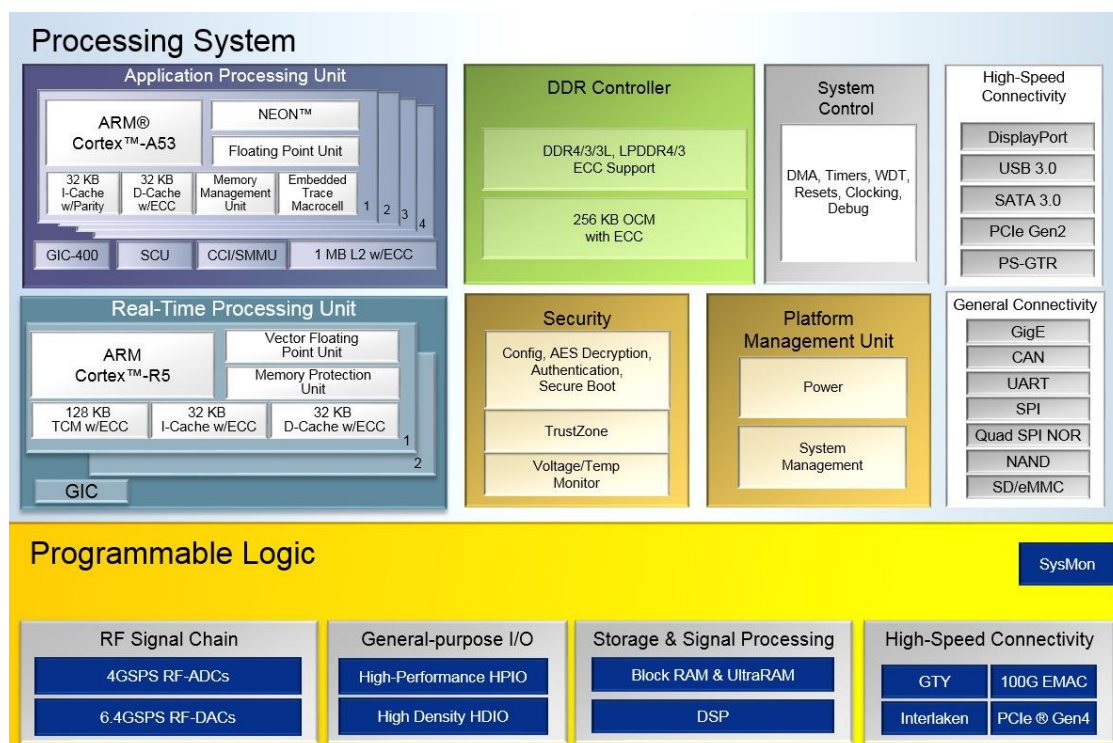 Processing System
Application Processing Unit
ARM®
Cortex™-A53
NEON™
Floating Point Unit
32 KB
I-Cache
w/Parity
32 KB
D-Cache
w/ECC
Memory
Management
Unit
Embedded
Trace
Macrocell
1
2
3
4
GIC-400
SCU
CCI/SMMU
1 MB L2 w/ECC
DDR Controller
DDR4/3/3L, LPDDR4/3
ECC Support
256 KB OCM
with ECC
System
Control
DMA, Timers, WDT,
Resets, Clocking,
Debug
High-Speed
Connectivity
DisplayPort
USB 3.0
SATA 3.0
PCIe Gen2
PS-GTR
Real-Time Processing Unit
ARM
Cortex™-R5
Vector Floating
Point Unit
Memory Protection
Unit
128 KB
TCM w/ECC
32 KB
I-Cache w/ECC
32 KB
D-Cache w/ECC
1
2
GIC
Security
Config, AES Decryption,
Authentication,
Secure Boot
TrustZone
Voltage/Temp
Monitor
Platform
Management Unit
Power
System
Management
General Connectivity
GigE
CAN
UART
SPI
Quad SPI NOR
NAND
SD/eMMC
Programmable Logic
SysMon
RF Signal Chain
4GSPS RF-ADCs
6.4GSPS RF-DACs
General-purpose I/O
High-Performance HPIO
High Density HDIO
Storage & Signal Processing
Block RAM & UltraRAM
DSP
High-Speed Connectivity
GTY
100G EMAC
Interlaken
PCIe ® Gen4